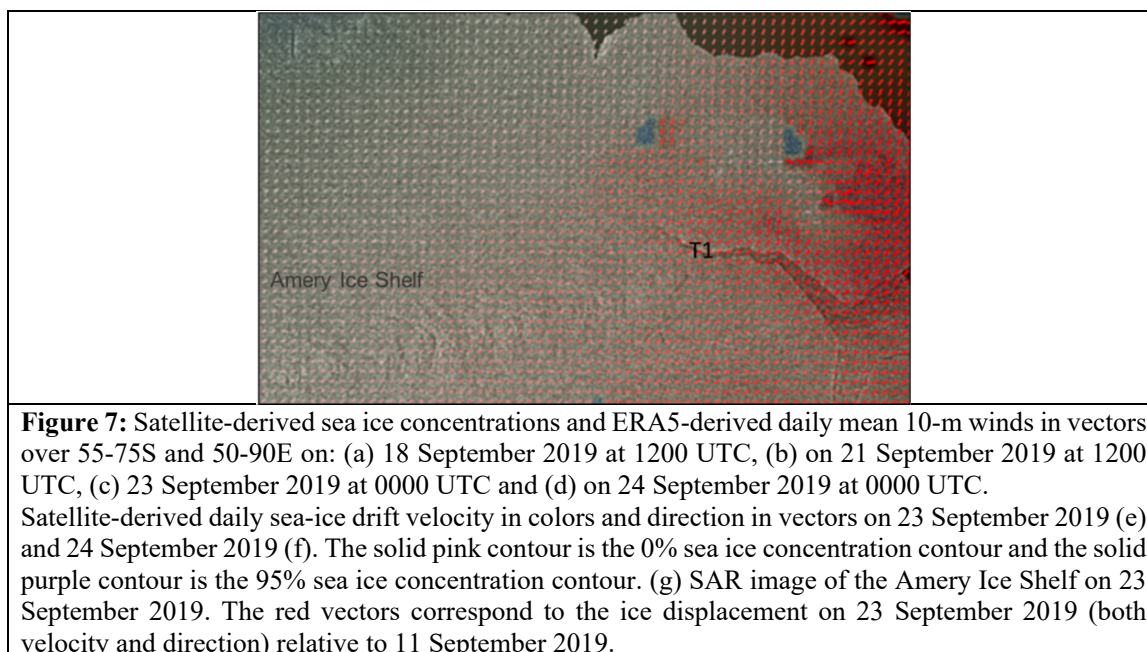 T1
Amery Ice Shelf
Figure 7: Satellite-derived sea ice concentrations and ERA5-derived daily mean 10-m winds in vectors
over 55-75S and 50-90E on: (a) 18 September 2019 at 1200 UTC, (b) on 21 September 2019 at 1200
UTC, (c) 23 September 2019 at 0000 UTC and (d) on 24 September 2019 at 0000 UTC.
Satellite-derived daily sea-ice drift velocity in colors and direction in vectors on 23 September 2019 (e)
and 24 September 2019 (f). The solid pink contour is the 0% sea ice concentration contour and the solid
purple contour is the 95% sea ice concentration contour. (g) SAR image of the Amery Ice Shelf on 23
September 2019. The red vectors correspond to the ice displacement on 23 September 2019 (both
velocity and direction) relative to 11 September 2019.